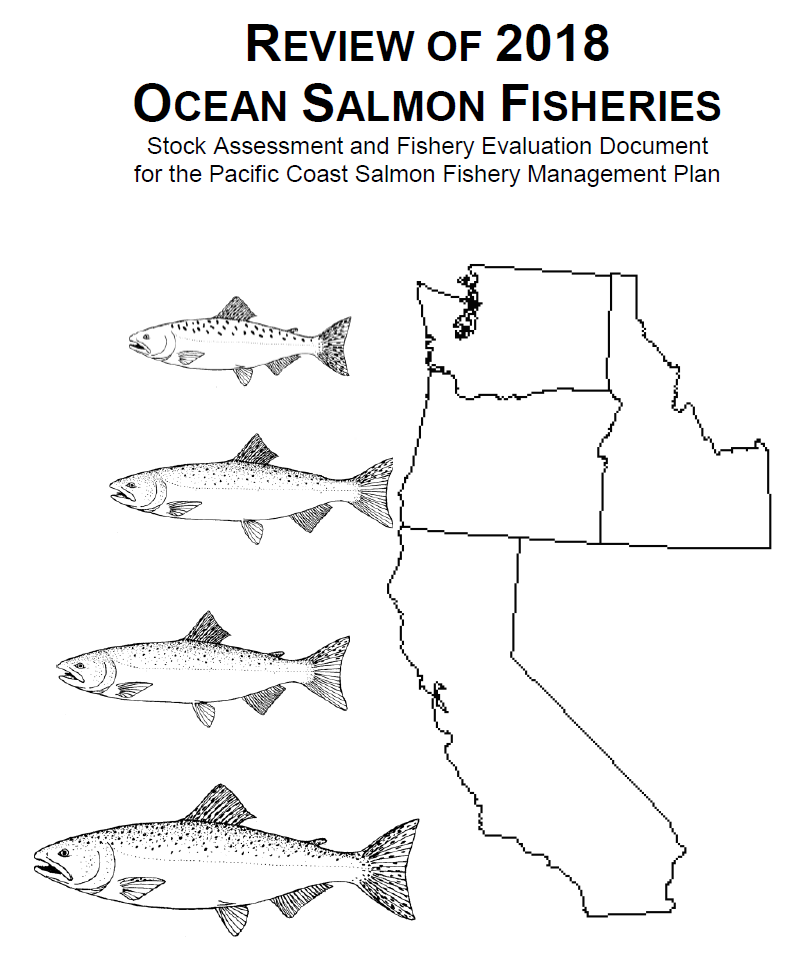 REVIEW OF 2018
OCEAN SALMON FISHERIES
Stock Assessment and Fishery Evaluation Document
for the Pacific Coast Salmon Fishery Management Plan